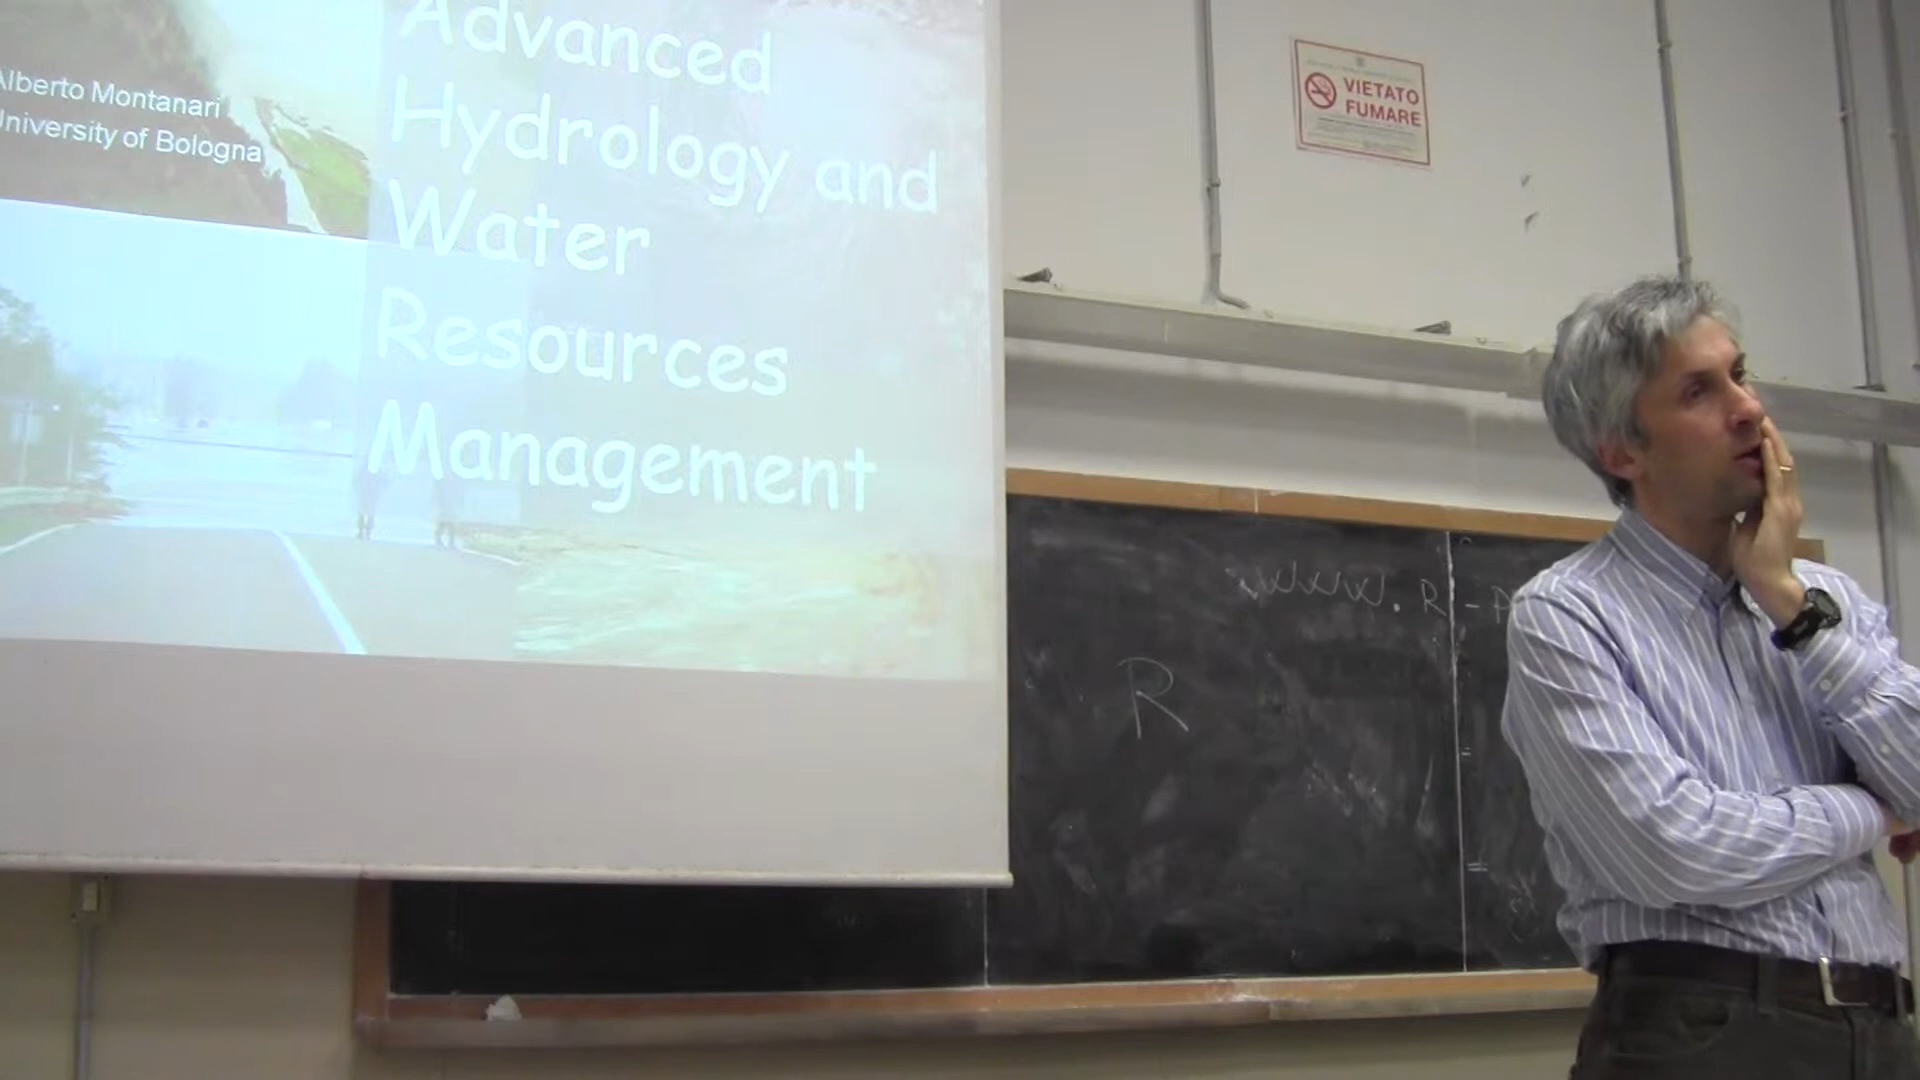 Advanced
Hydrology and
Water
Resources
Management
Alberto Montanari
University of Bologna
VIETATO
FUMARE
www.R-P
R